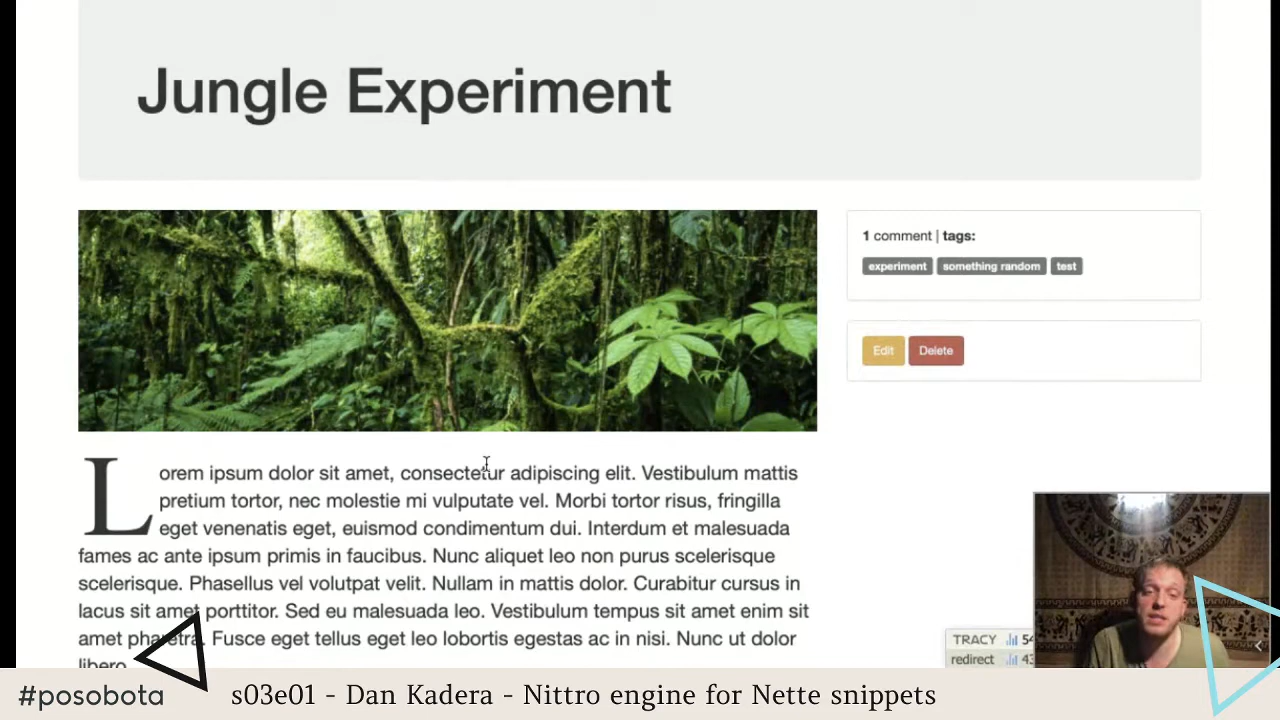 Jungle Experiment
1 comment | tags:
experiment something random test
Edit Delete
Lorem ipsum dolor sit amet, consectetur adipiscing elit. Vestibulum mattis
pretium tortor, nec molestie mi vulputate vel. Morbi tortor risus, fringilla
eget venenatis eget, euismod condimentum dui. Interdum et malesuada
fames ac ante ipsum primis in faucibus. Nunc aliquet leo non purus scelerisque
scelerisque. Phasellus vel volutpat velit. Nullam in mattis dolor. Curabitur cursus in
lacus sit amet porttitor. Sed eu malesuada leo. Vestibulum tempus sit amet enim sit
amet pharetra. Fusce eget tellus eget leo lobortis egestas ac in nisi. Nunc ut dolor
libero
TRACY 54
redirect 43
#posobota s03e01 - Dan Kadera - Nittro engine for Nette snippets